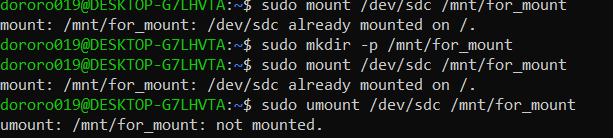 dororo019@DESKTOP-G7LHVTA:~$ sudo mount /dev/sdc /mnt/for_mount
mount: /mnt/for_mount: /dev/sdc already mounted on /.
dororo019@DESKTOP-G7LHVTA:~$ sudo mkdir -p /mnt/for_mount
dororo019@DESKTOP-G7LHVTA:~$ sudo mount /dev/sdc /mnt/for_mount
mount: /mnt/for_mount: /dev/sdc already mounted on /.
dororo019@DESKTOP-G7LHVTA:~$ sudo umount /dev/sdc /mnt/for_mount
umount: /mnt/for_mount: not mounted.